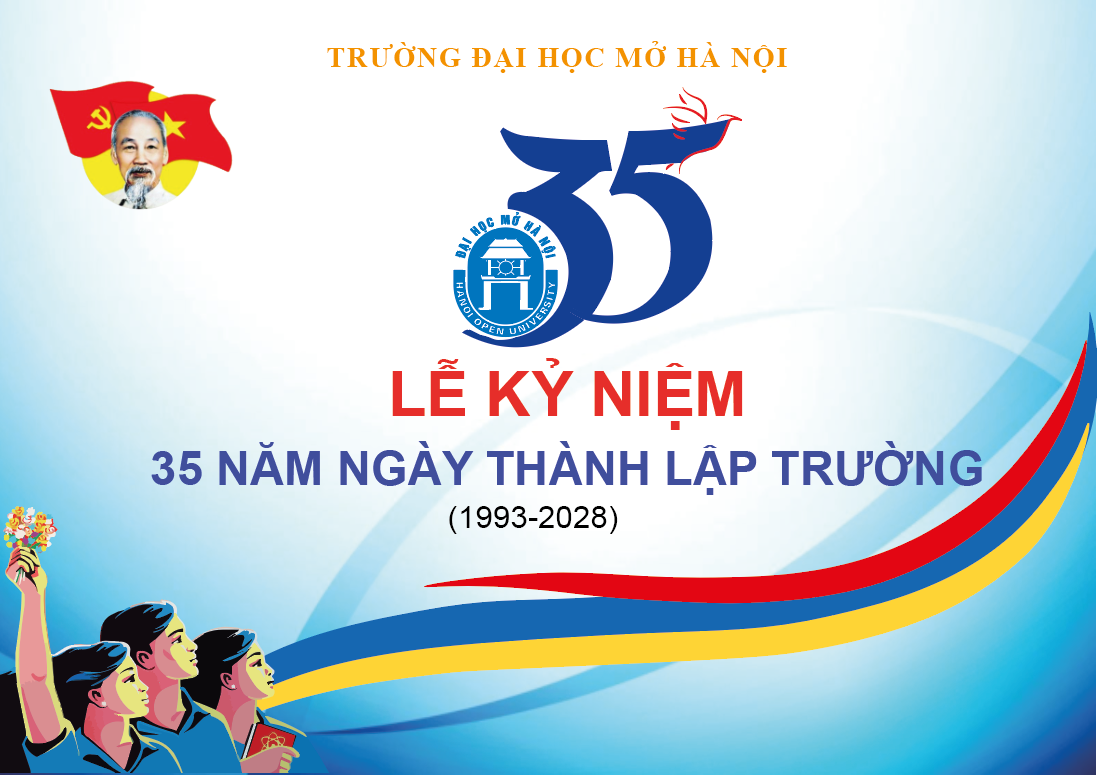 TRƯỜNG ĐẠI HỌC MỞ HÀ NỘI
35
ĐẠI HỌC MỞ HÀ NỘI
HANOI OPEN UNIVERSITY
LỄ KỶ NIỆM
35 NĂM NGÀY THÀNH LẬP TRƯỜNG
(1993-2028)